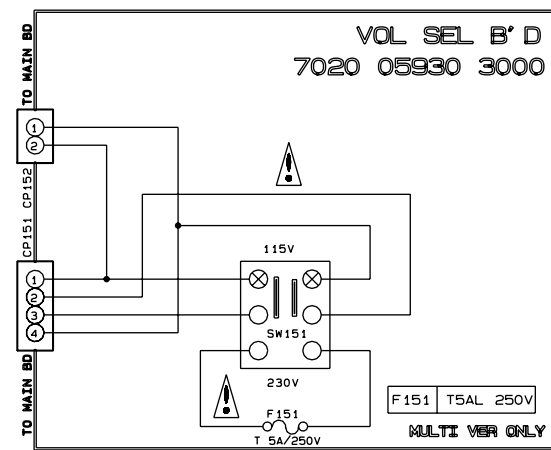 VOL SEL B'D
7020 05930 3000
TO MAIN BD
1
2
CP151 CP152
115V
1
2
3
4
SW151
TO MAIN BD
230V
F151
T 5A/250V
F151 T5AL 250V
MULTI VER ONLY